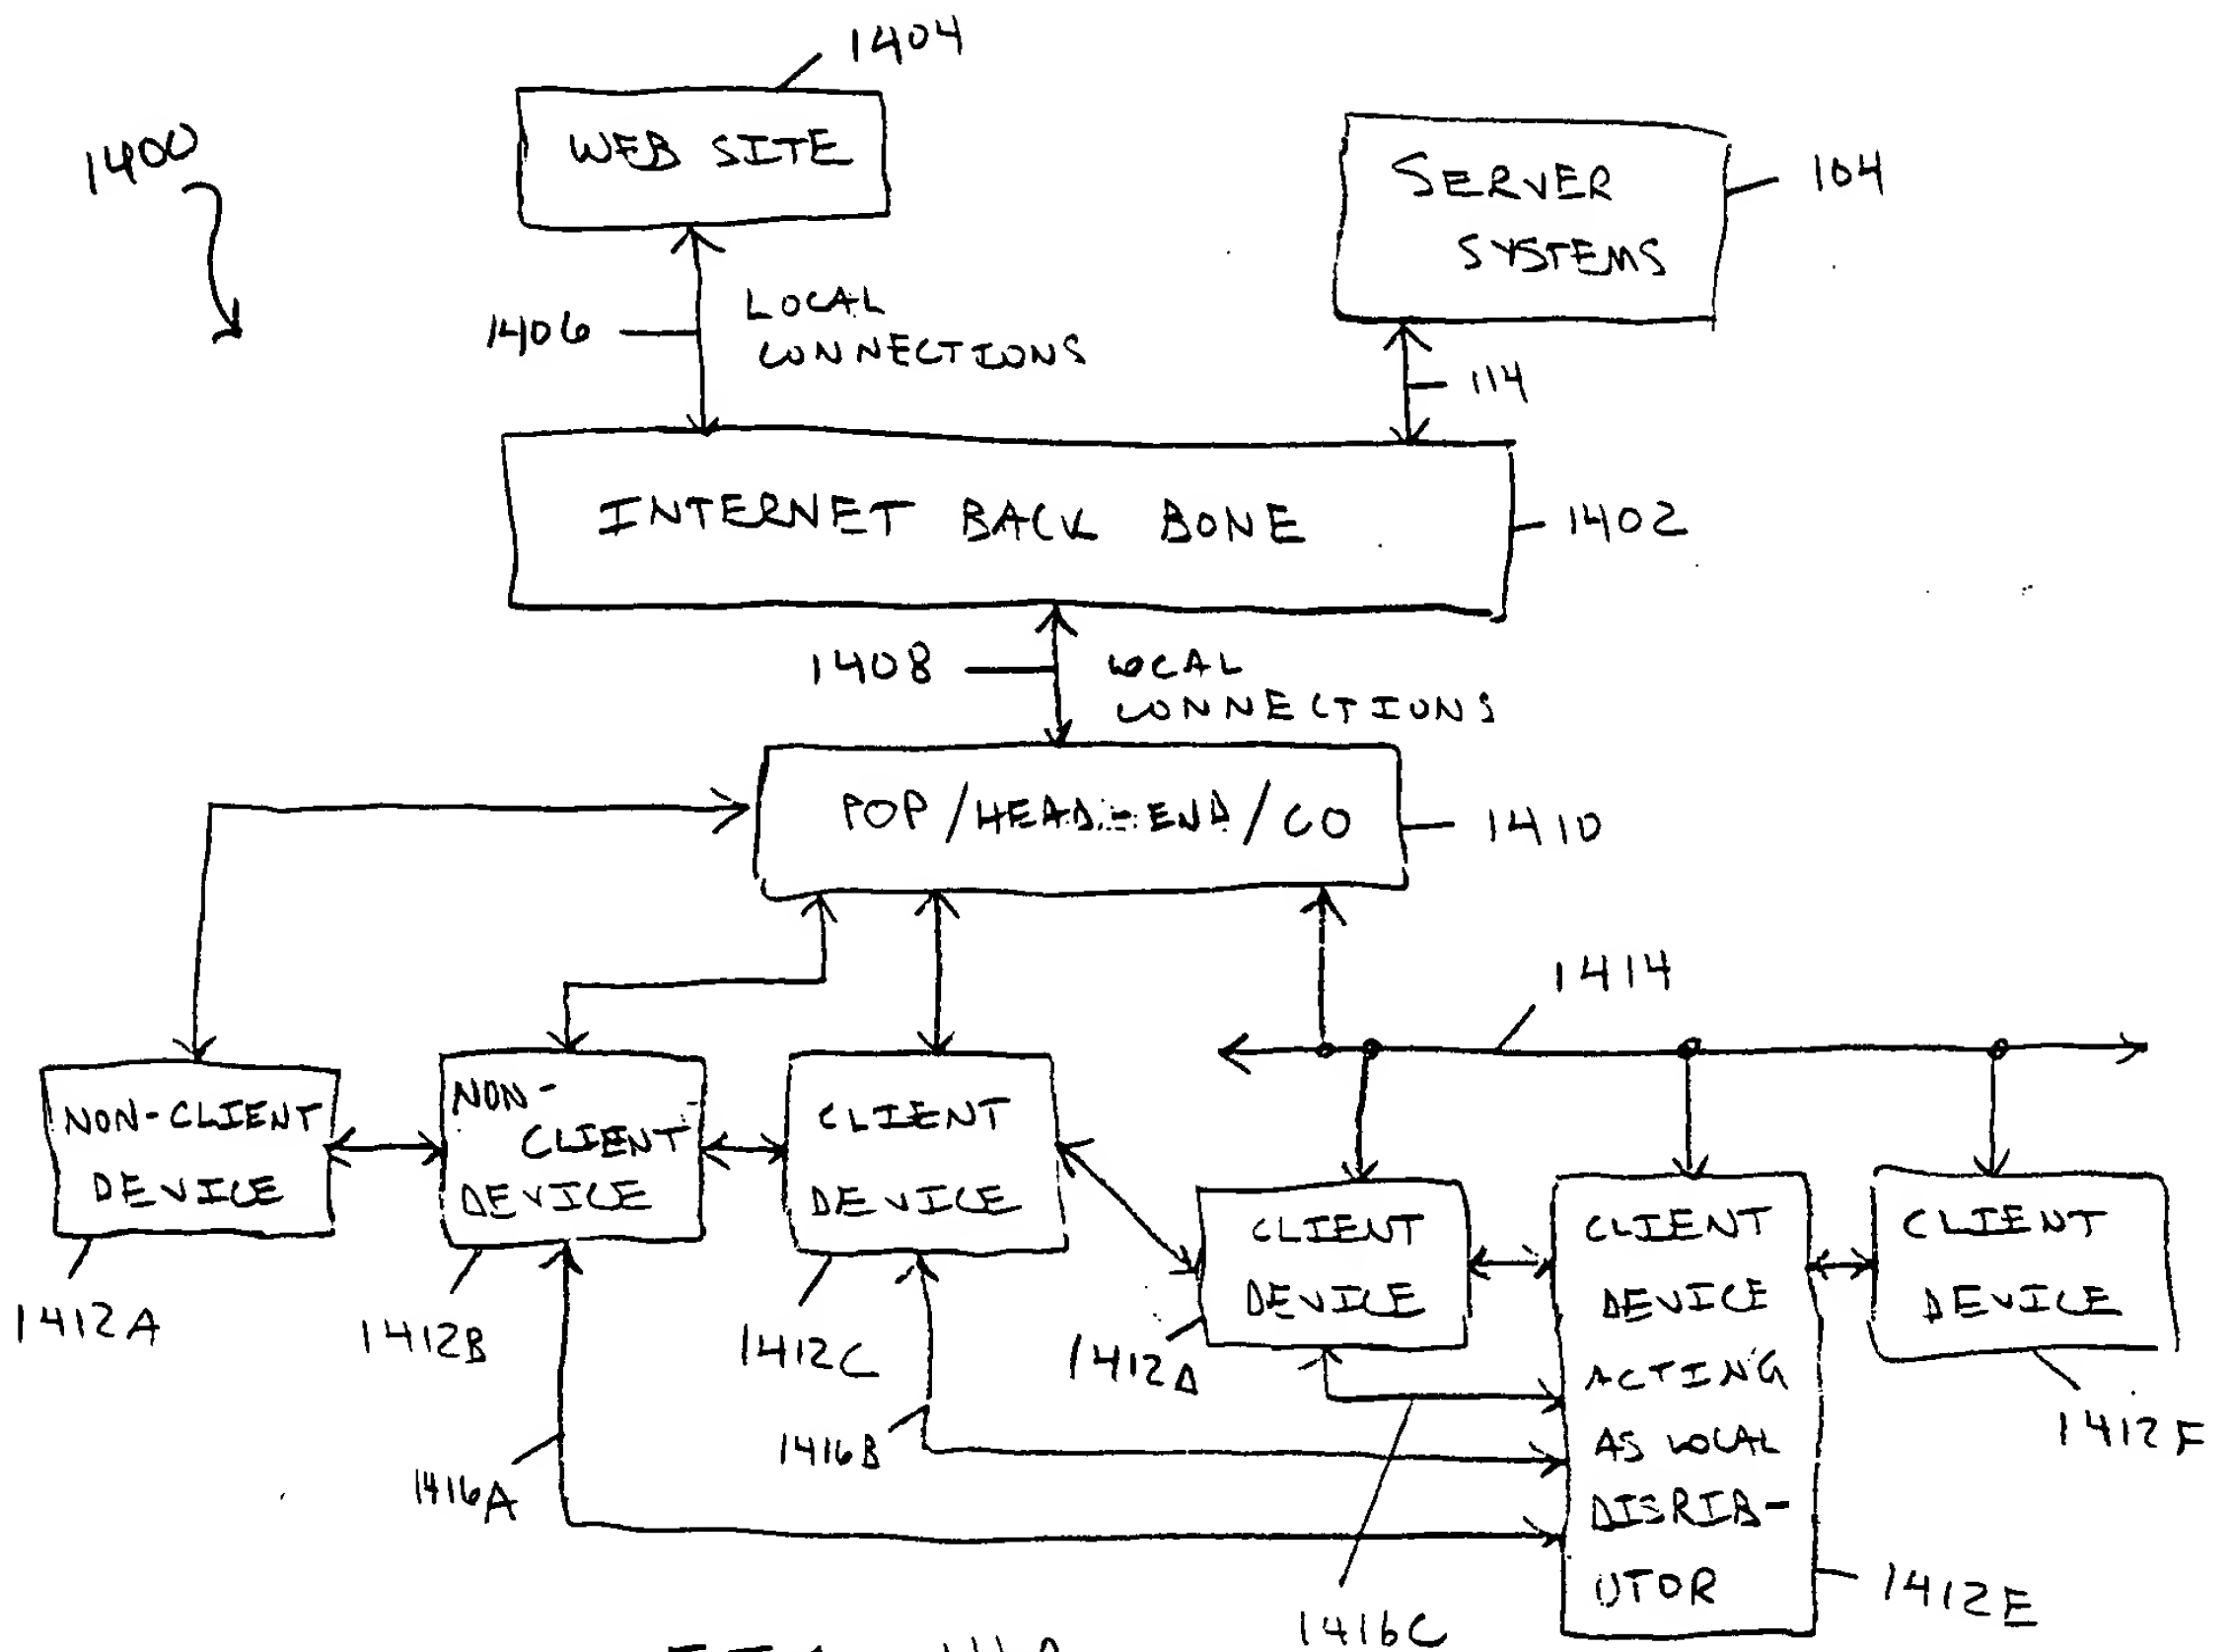 1404
1400
WEB SITE
SERVER
SYSTEMS
104
1406
LOCAL
CONNECTIONS
114
INTERNET BACK BONE
1402
1408
LOCAL
CONNECTIONS
POP/HEAD-END/CO
1410
1414
NON-CLIENT
DEVICE
NON-
CLIENT
DEVICE
CLIENT
DEVICE
CLIENT
DEVICE
CLIENT
DEVICE
ACTING
AS LOCAL
DISRIB-
UTOR
CLIENT
DEVICE
1412A
1412B
1412C
1412D
1412F
1416A
1416B
1416C
1412E